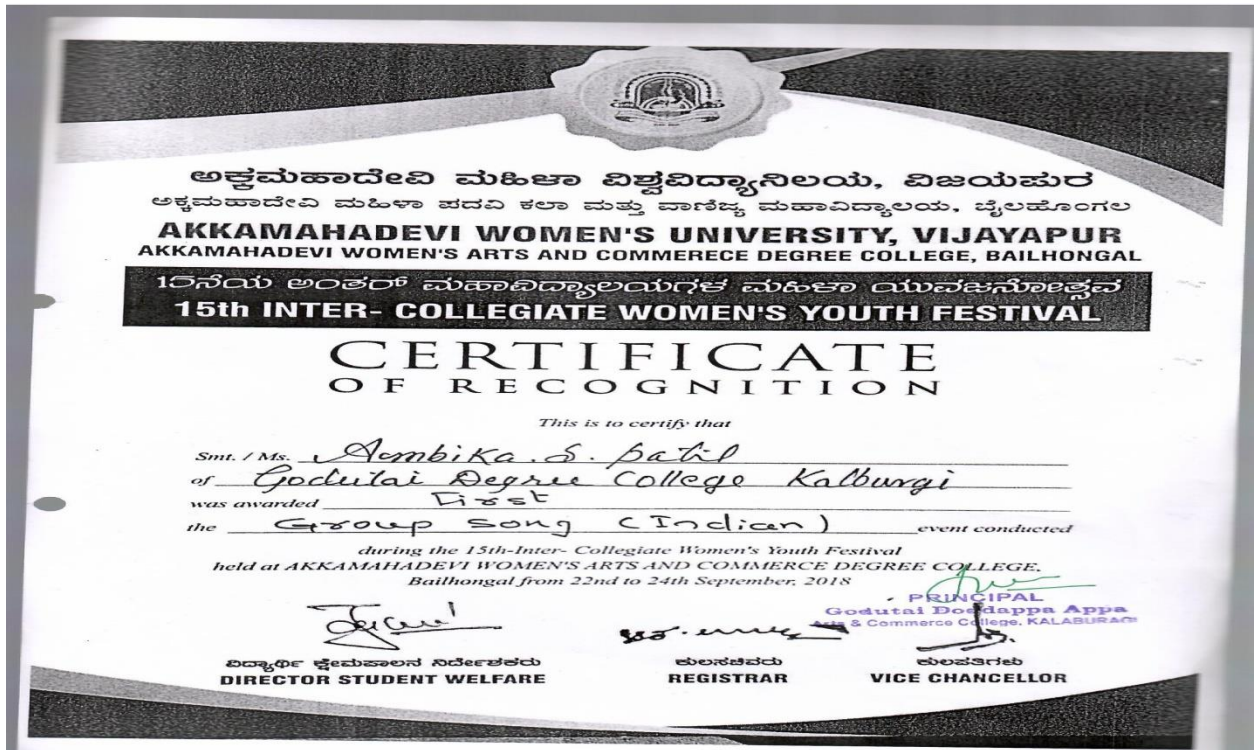 ಅಕ್ಕಮಹಾದೇವಿ ಮಹಿಳಾ ವಿಶ್ವವಿದ್ಯಾನಿಲಯ, ವಿಜಯಪುರ
ಅಕ್ಕಮಹಾದೇವಿ ಮಹಿಳಾ ಪದವಿ ಕಲಾ ಮತ್ತು ವಾಣಿಜ್ಯ ಮಹಾವಿದ್ಯಾಲಯ, ಬೈಲಹೊಂಗಲ
AKKAMAHADEVI WOMEN'S UNIVERSITY, VIJAYAPUR
AKKAMAHADEVI WOMEN'S ARTS AND COMMERECE DEGREE COLLEGE, BAILHONGAL
15ನೆಯ ಅಂತರ್ ಮಹಾವಿದ್ಯಾಲಯಗಳ ಮಹಿಳಾ ಯುವಜನೋತ್ಸವ
15th INTER- COLLEGIATE WOMEN'S YOUTH FESTIVAL
CERTIFICATE
OF RECOGNITION
This is to certify that
Smt. / Ms. Aambika. S. patil
of Godutai Degree College Kalburgi
was awarded First
the Group Song (Indian) event conducted
during the 15th-Inter- Collegiate Women's Youth Festival
held at AKKAMAHADEVI WOMEN'S ARTS AND COMMERCE DEGREE COLLEGE,
Bailhongal from 22nd to 24th September, 2018
PRINCIPAL
Godutai Doddappa Appa
Arts & Commerce College, KALABURAGI
ವಿದ್ಯಾರ್ಥಿ ಕ್ಷೇಮಪಾಲನ ನಿರ್ದೇಶಕರು ಕುಲಸಚಿವರು ಕುಲಪತಿಗಳು
DIRECTOR STUDENT WELFARE REGISTRAR VICE CHANCELLOR